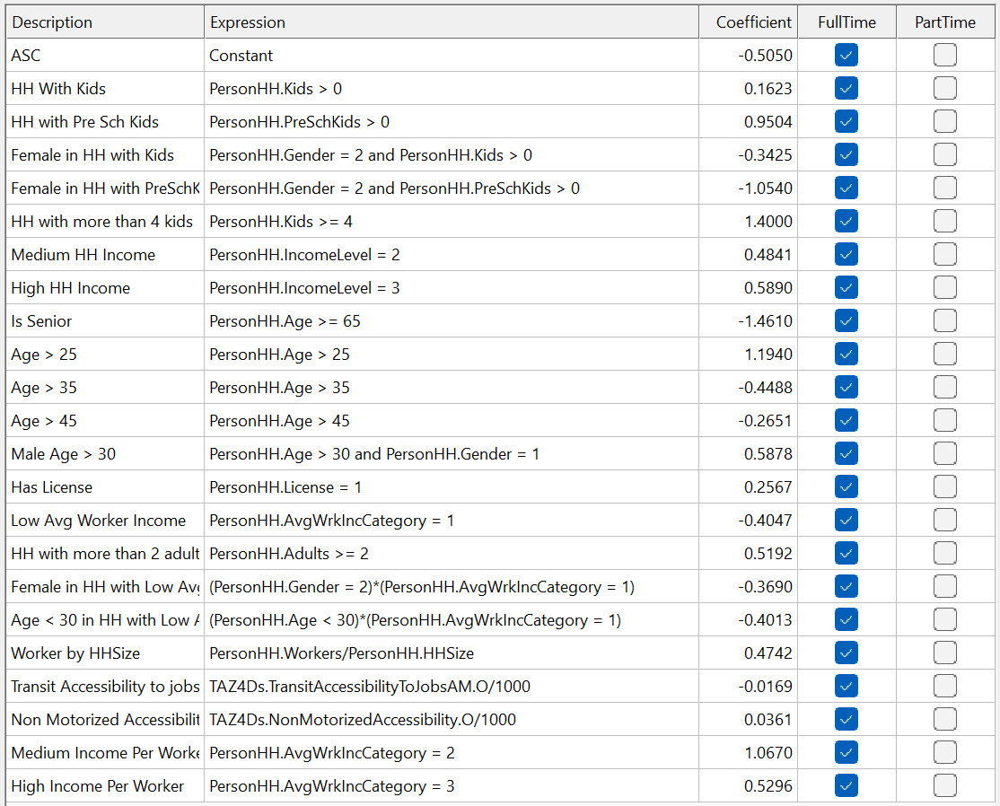 Description Expression Coefficient FullTime PartTime
ASC Constant -0.5050
HH With Kids PersonHH.Kids > 0 0.1623
HH with Pre Sch Kids PersonHH.PreSchKids > 0 0.9504
Female in HH with Kids PersonHH.Gender = 2 and PersonHH.Kids > 0 -0.3425
Female in HH with PreSchK PersonHH.Gender = 2 and PersonHH.PreSchKids > 0 -1.0540
HH with more than 4 kids PersonHH.Kids >= 4 1.4000
Medium HH Income PersonHH.IncomeLevel = 2 0.4841
High HH Income PersonHH.IncomeLevel = 3 0.5890
Is Senior PersonHH.Age >= 65 -1.4610
Age > 25 PersonHH.Age > 25 1.1940
Age > 35 PersonHH.Age > 35 -0.4488
Age > 45 PersonHH.Age > 45 -0.2651
Male Age > 30 PersonHH.Age > 30 and PersonHH.Gender = 1 0.5878
Has License PersonHH.License = 1 0.2567
Low Avg Worker Income PersonHH.AvgWrkIncCategory = 1 -0.4047
HH with more than 2 adult PersonHH.Adults >= 2 0.5192
Female in HH with Low Avg (PersonHH.Gender = 2)*(PersonHH.AvgWrkIncCategory = 1) -0.3690
Age < 30 in HH with Low A (PersonHH.Age < 30)*(PersonHH.AvgWrkIncCategory = 1) -0.4013
Worker by HHSize PersonHH.Workers/PersonHH.HHSize 0.4742
Transit Accessibility to jobs TAZ4Ds.TransitAccessibilityToJobsAM.O/1000 -0.0169
Non Motorized Accessibilit TAZ4Ds.NonMotorizedAccessibility.O/1000 0.0361
Medium Income Per Worke PersonHH.AvgWrkIncCategory = 2 1.0670
High Income Per Worker PersonHH.AvgWrkIncCategory = 3 0.5296